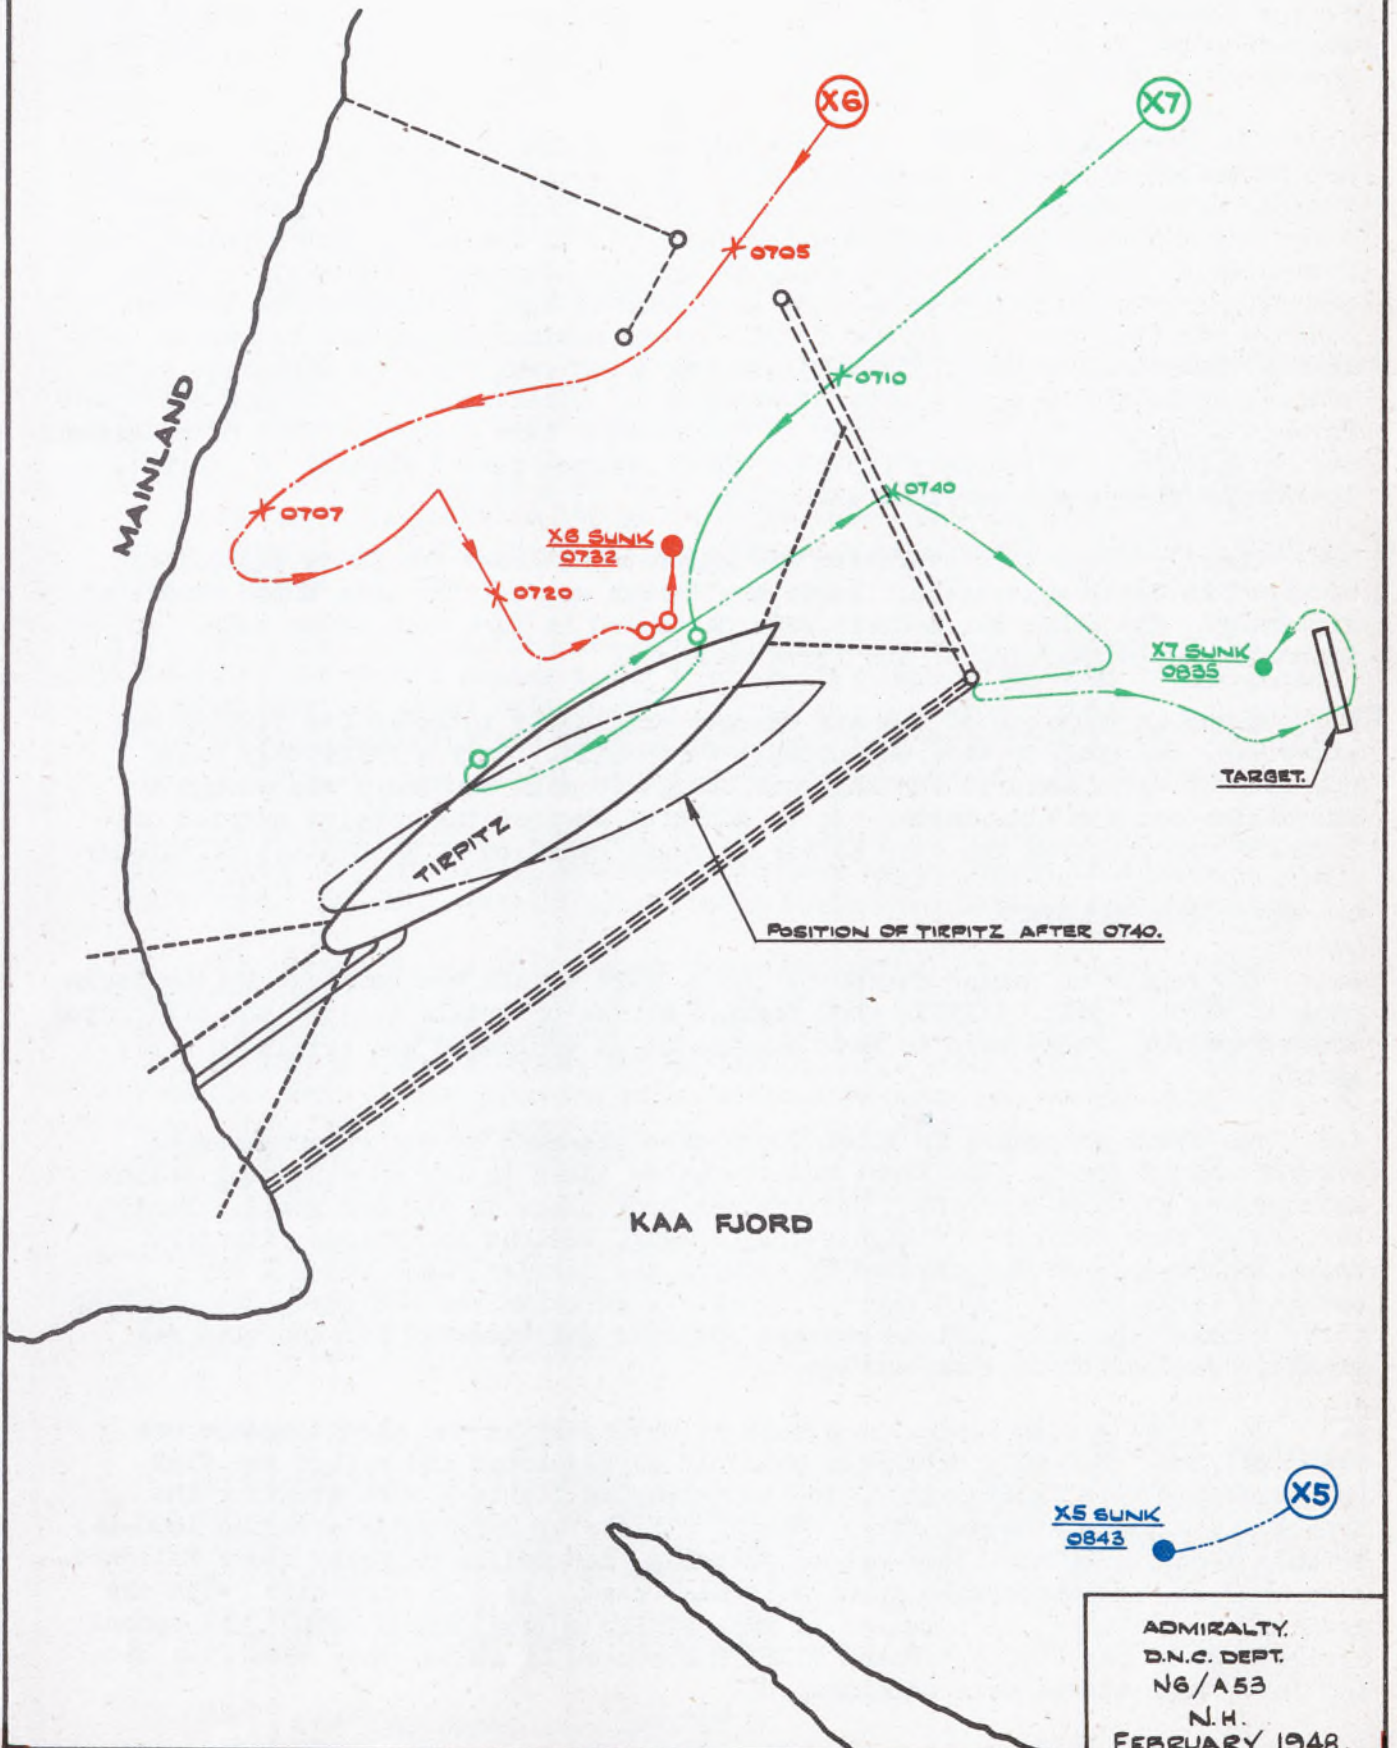 X6
X7
0705
0710
MAINLAND
0740
0707
X6 SUNK
0732
0720
X7 SUNK
0835
TARGET.
TIRPITZ
POSITION OF TIRPITZ AFTER 0740.
KAA FJORD
X5
X5 SUNK
0843
ADMIRALTY.
D.N.C. DEPT.
N6/A53
N.H.
FEBRUARY 1948.